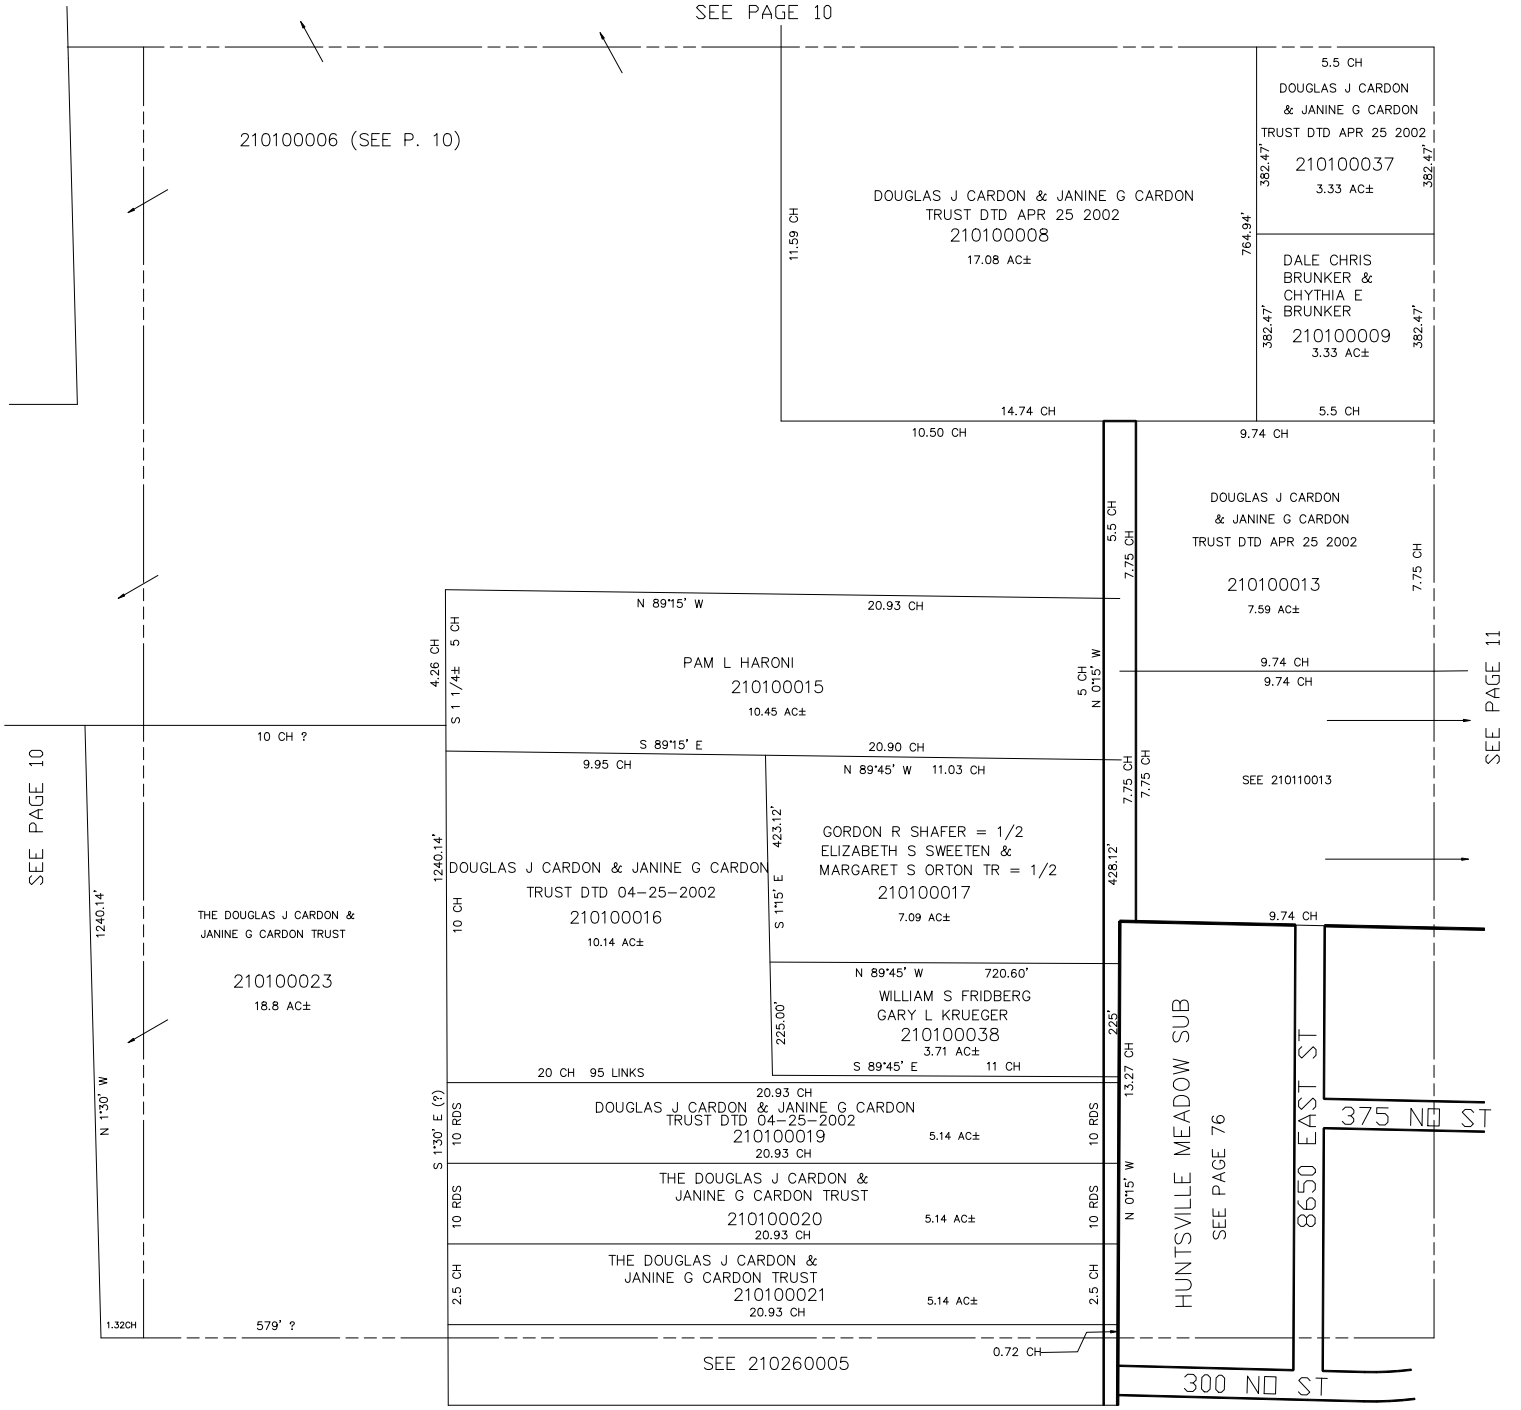 SEE PAGE 10
210100006 (SEE P. 10)
5.5 CH
DOUGLAS J CARDON
& JANINE G CARDON
TRUST DTD APR 25 2002
210100037
3.33 AC±
382.47'
382.47'
DOUGLAS J CARDON & JANINE G CARDON
TRUST DTD APR 25 2002
210100008
17.08 AC±
11.59 CH
764.94'
DALE CHRIS
BRUNKER &
CHYTHIA E
BRUNKER
210100009
3.33 AC±
382.47'
382.47'
14.74 CH
5.5 CH
10.50 CH
9.74 CH
DOUGLAS J CARDON
& JANINE G CARDON
TRUST DTD APR 25 2002
210100013
7.59 AC±
5.5 CH
7.75 CH
7.75 CH
9.74 CH
9.74 CH
SEE PAGE 11
N 89°15' W
20.93 CH
4.26 CH
S 1 1/4± 5 CH
PAM L HARONI
210100015
10.45 AC±
5 CH
N 0°15' W
S 89°15' E
20.90 CH
10 CH ?
SEE PAGE 10
9.95 CH
N 89°45' W 11.03 CH
7.75 CH
7.75 CH
SEE 210110013
1240.14'
1240.14'
10 CH
DOUGLAS J CARDON & JANINE G CARDON
TRUST DTD 04-25-2002
210100016
10.14 AC±
S 1°15' E 423.12'
GORDON R SHAFER = 1/2
ELIZABETH S SWEETEN &
MARGARET S ORTON TR = 1/2
210100017
7.09 AC±
428.12'
9.74 CH
THE DOUGLAS J CARDON &
JANINE G CARDON TRUST
210100023
18.8 AC±
N 89°45' W
720.60'
WILLIAM S FRIDBERG
GARY L KRUEGER
210100038
3.71 AC±
225.00'
225'
S 89°45' E
11 CH
13.27 CH
N 0°15' W
N 1°30' W
S 1°30' E (?)
20 CH 95 LINKS
20.93 CH
DOUGLAS J CARDON & JANINE G CARDON
TRUST DTD 04-25-2002
210100019
5.14 AC±
20.93 CH
10 RDS
10 RDS
THE DOUGLAS J CARDON &
JANINE G CARDON TRUST
210100020
5.14 AC±
20.93 CH
10 RDS
10 RDS
THE DOUGLAS J CARDON &
JANINE G CARDON TRUST
210100021
5.14 AC±
20.93 CH
2.5 CH
2.5 CH
HUNTSVILLE MEADOW SUB
SEE PAGE 76
8650 EAST ST
375 NO ST
1.32CH
579' ?
0.72 CH
SEE 210260005
300 NO ST